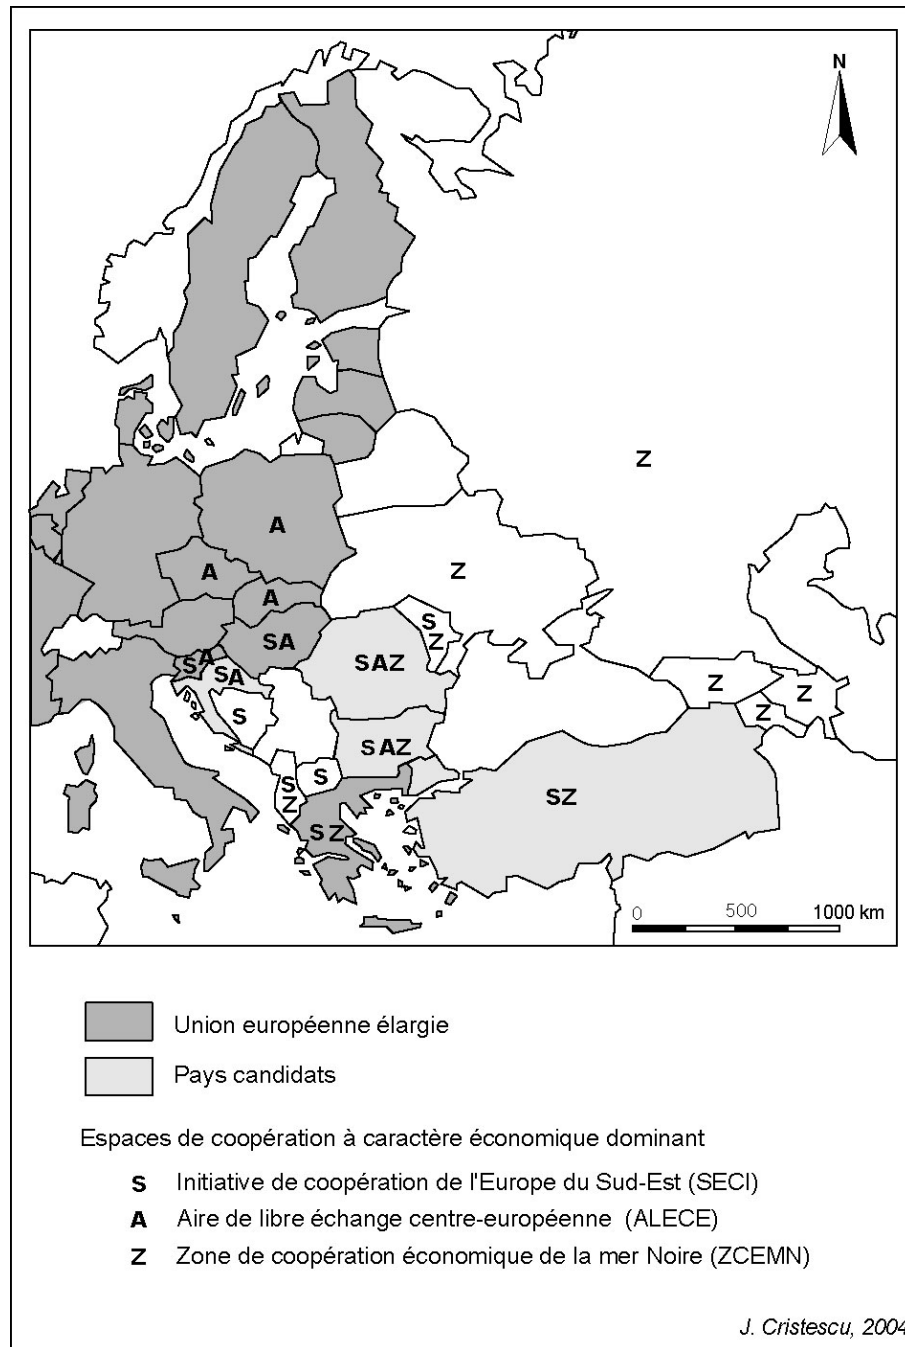 N
Z
A
A
Z
A
S
Z
SA
SAZ
A
S
SA
Z
Z
S
Z
SAZ
S
S
Z
SZ
SZ
0 500 1000 km
Union européenne élargie
Pays candidats
Espaces de coopération à caractère économique dominant
S Initiative de coopération de l'Europe du Sud-Est (SECI)
A Aire de libre échange centre-européenne (ALECE)
Z Zone de coopération économique de la mer Noire (ZCEMN)
J. Cristescu, 2004